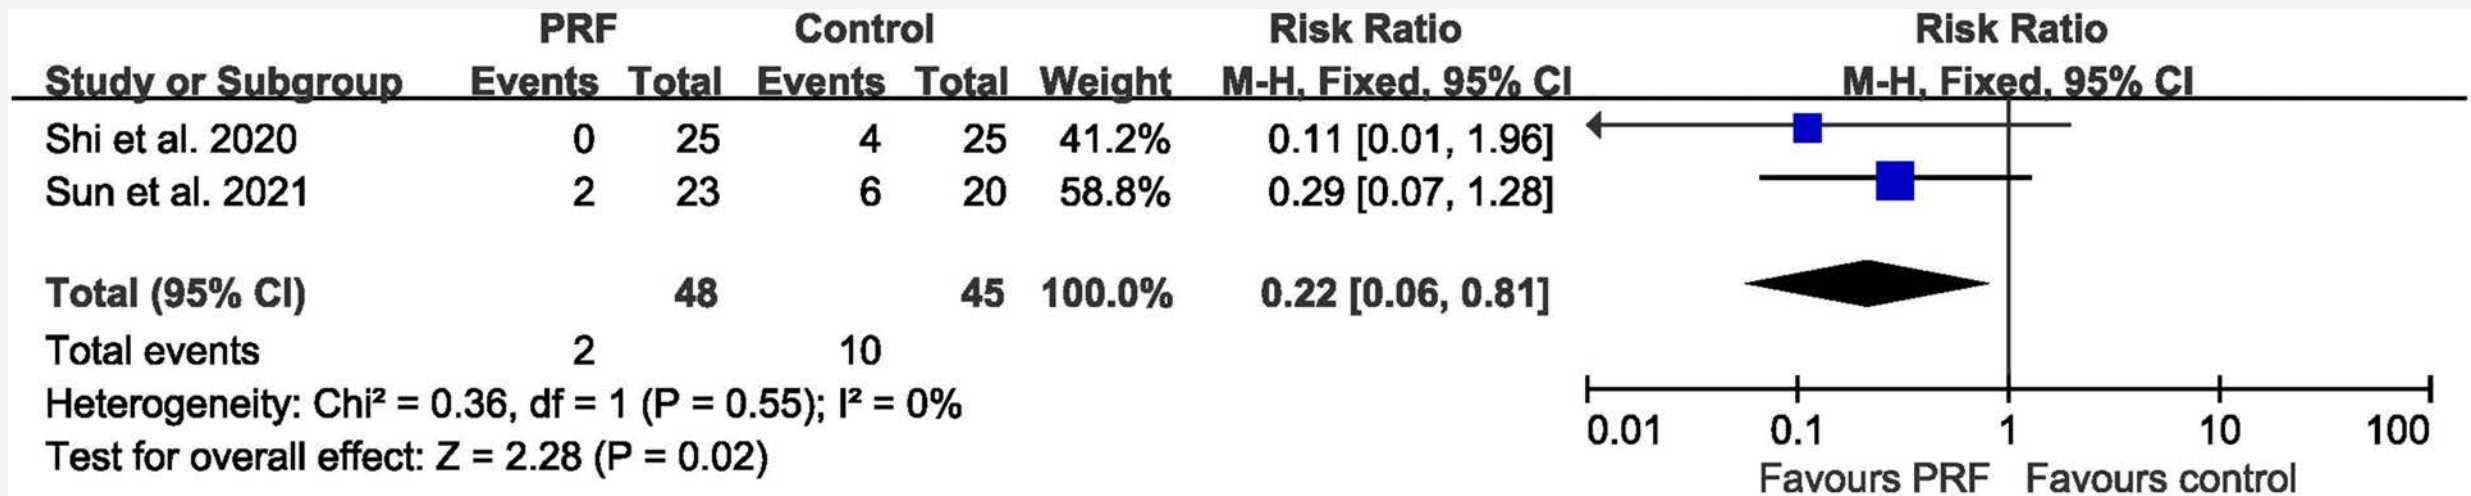 PRF Control Risk Ratio Risk Ratio
Study or Subgroup Events Total Events Total Weight M-H, Fixed, 95% CI M-H, Fixed, 95% CI
Shi et al. 2020 0 25 4 25 41.2% 0.11 [0.01, 1.96]
Sun et al. 2021 2 23 6 20 58.8% 0.29 [0.07, 1.28]
Total (95% CI) 48 45 100.0% 0.22 [0.06, 0.81]
Total events 2 10
Heterogeneity: Chi² = 0.36, df = 1 (P = 0.55); I² = 0%
Test for overall effect: Z = 2.28 (P = 0.02)
0.01 0.1 1 10 100
Favours PRF Favours control